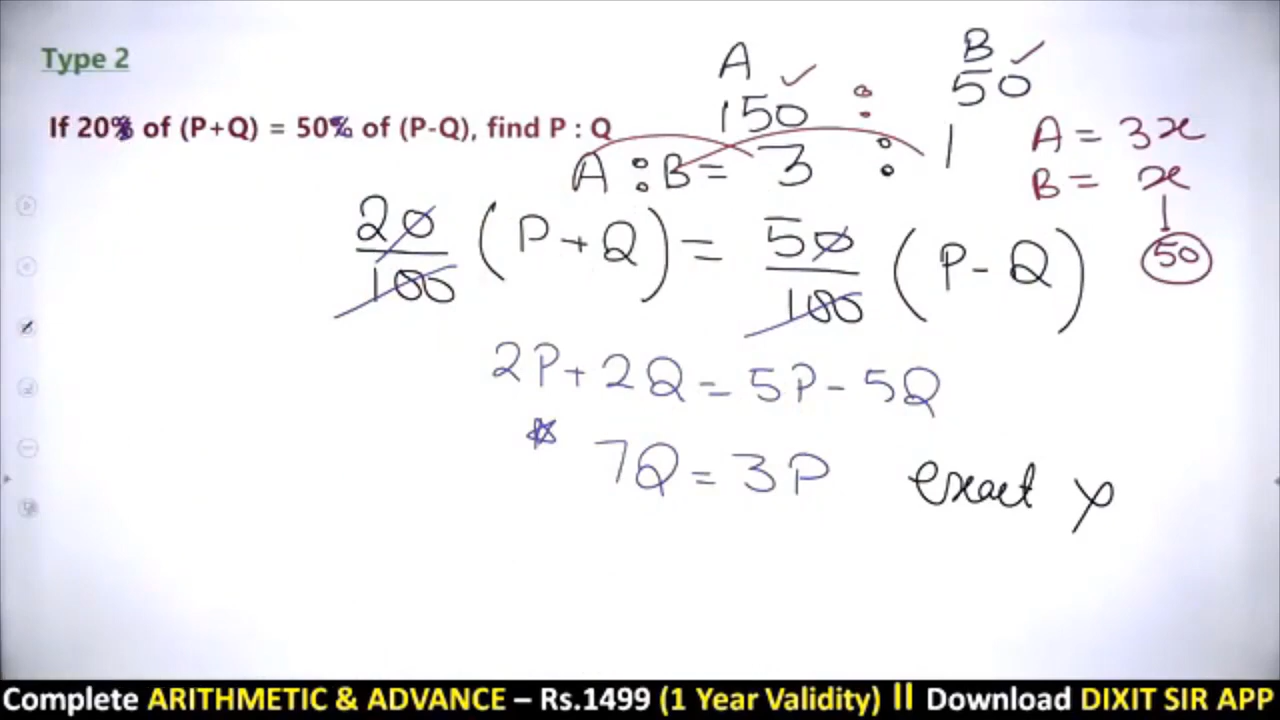 Type 2
A ✓ B ✓
150 : 50
If 20% of (P+Q) = 50% of (P-Q), find P : Q
A : B = 3 : 1
A = 3x
B = x
50
20/100 (P+Q) = 50/100 (P-Q)
2P+2Q = 5P-5Q
7Q = 3P
exact
Complete ARITHMETIC & ADVANCE – Rs.1499 (1 Year Validity) II Download DIXIT SIR APP